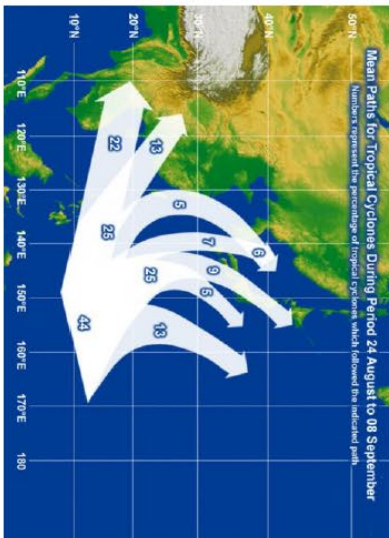 Mean Paths for Tropical Cyclones During Period 24 August to 08 September
Numbers represent the percentage of tropical cyclones which followed the indicated path
50°N
40°N
6
9
7
5
30°N
5
13
13
25
20°N
22
25
44
10°N
110°E 120°E 130°E 140°E 150°E 160°E 170°E 180